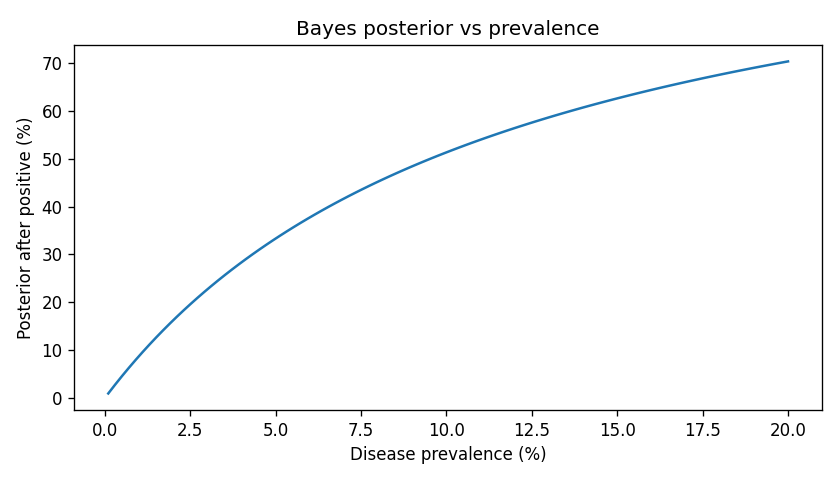 Bayes posterior vs prevalence
Posterior after positive (%)
70
60
50
40
30
20
10
0
0.0 2.5 5.0 7.5 10.0 12.5 15.0 17.5 20.0
Disease prevalence (%)